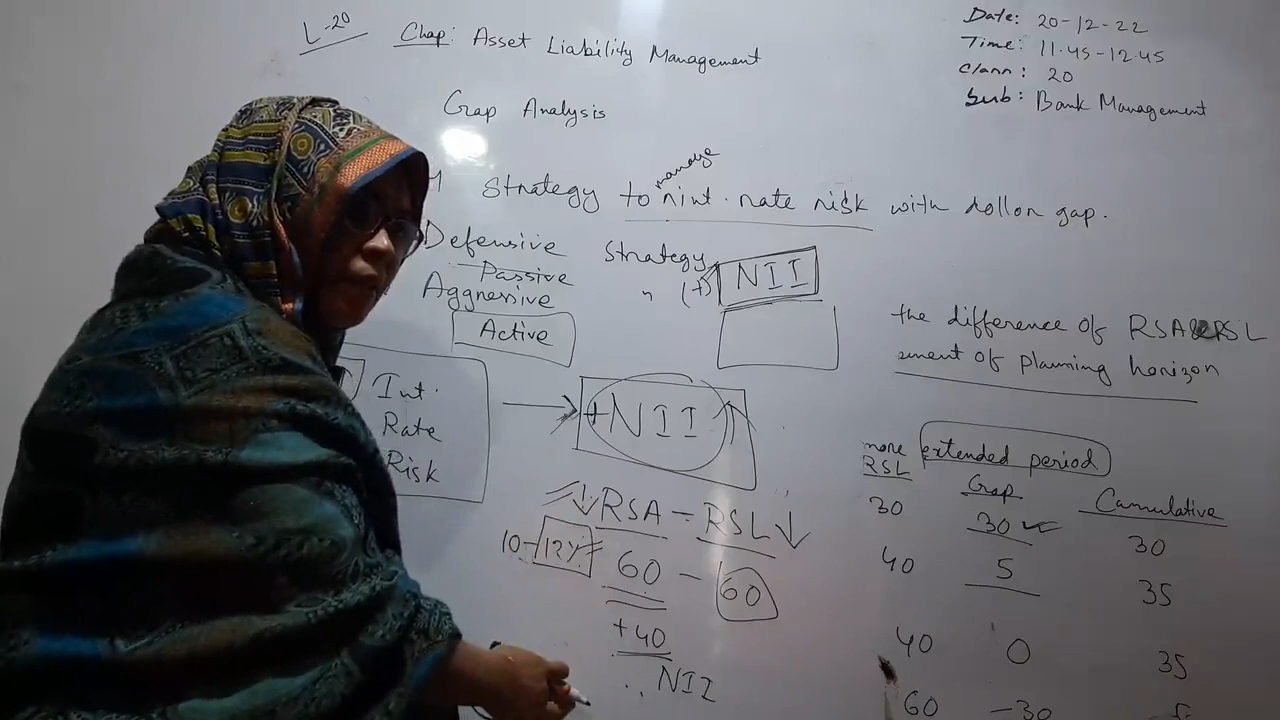 L-20
Chap: Asset Liability Management
Gap Analysis
Date: 20-12-22
Time: 11.45-12.45
Class: 20
Sub: Bank Management
manage
Strategy to int. rate risk with dollar gap.
Defensive Strategy
Passive
Aggressive " (+) NII
Active
the difference of RSA & RSL
of planning horizon
Int.
Rate
Risk
+NII
RSA - RSL
10-12%
60 - 60
+40
∴ NII
more RSL
extended period
Gap
Cumulative
30 30 30
40 5 35
40 0 35
60 -30